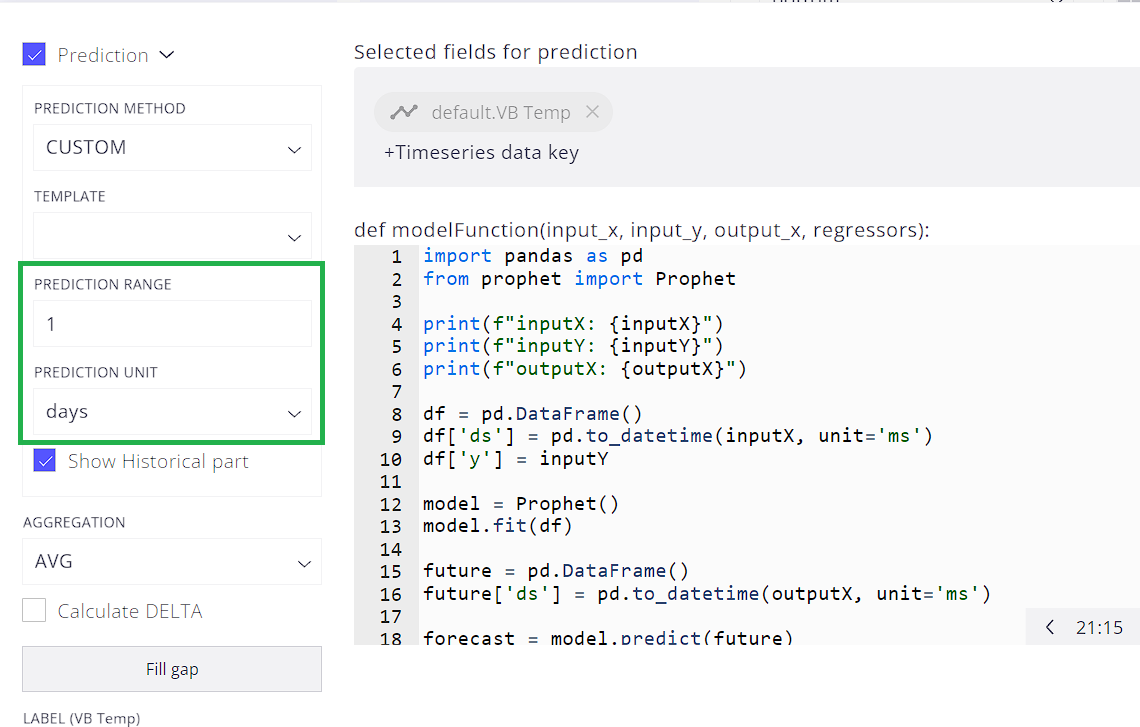 Prediction
PREDICTION METHOD
CUSTOM
TEMPLATE
PREDICTION RANGE
1
PREDICTION UNIT
days
Show Historical part
AGGREGATION
AVG
Calculate DELTA
Fill gap
LABEL (VB Temp)
Selected fields for prediction
default.VB Temp
+Timeseries data key
def modelFunction(input_x, input_y, output_x, regressors):
1 import pandas as pd
2 from prophet import Prophet
3
4 print(f"inputX: {inputX}")
5 print(f"inputY: {inputY}")
6 print(f"outputX: {outputX}")
7
8 df = pd.DataFrame()
9 df['ds'] = pd.to_datetime(inputX, unit='ms')
10 df['y'] = inputY
11
12 model = Prophet()
13 model.fit(df)
14
15 future = pd.DataFrame()
16 future['ds'] = pd.to_datetime(outputX, unit='ms')
17
18 forecast = model.predict(future)
21:15